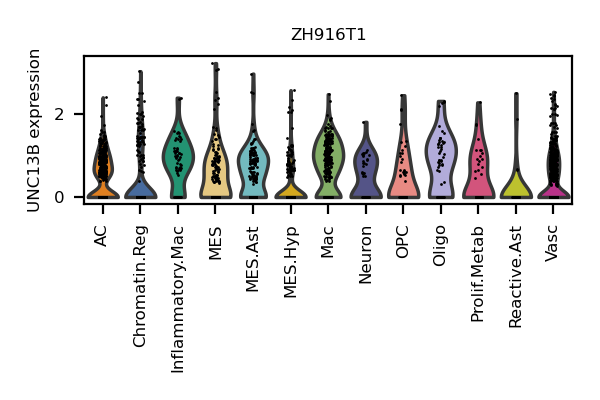 ZH916T1
UNC13B expression
2
0
AC
Chromatin.Reg
Inflammatory.Mac
MES
MES.Ast
MES.Hyp
Mac
Neuron
OPC
Oligo
Prolif.Metab
Reactive.Ast
Vasc